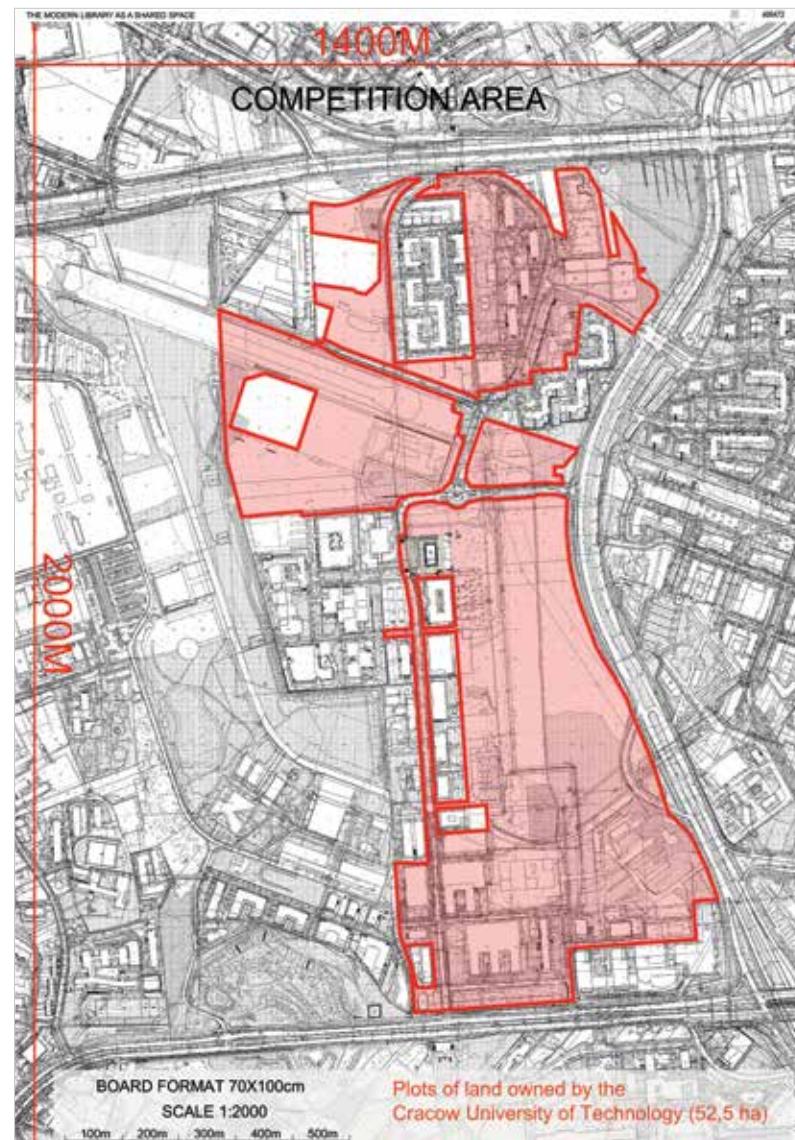 THE MODERN LIBRARY AS A SHARED SPACE
1400M
COMPETITION AREA
2000M
BOARD FORMAT 70X100cm
SCALE 1:2000
100m 200m 300m 400m 500m
Plots of land owned by the
Cracow University of Technology (52,5 ha)